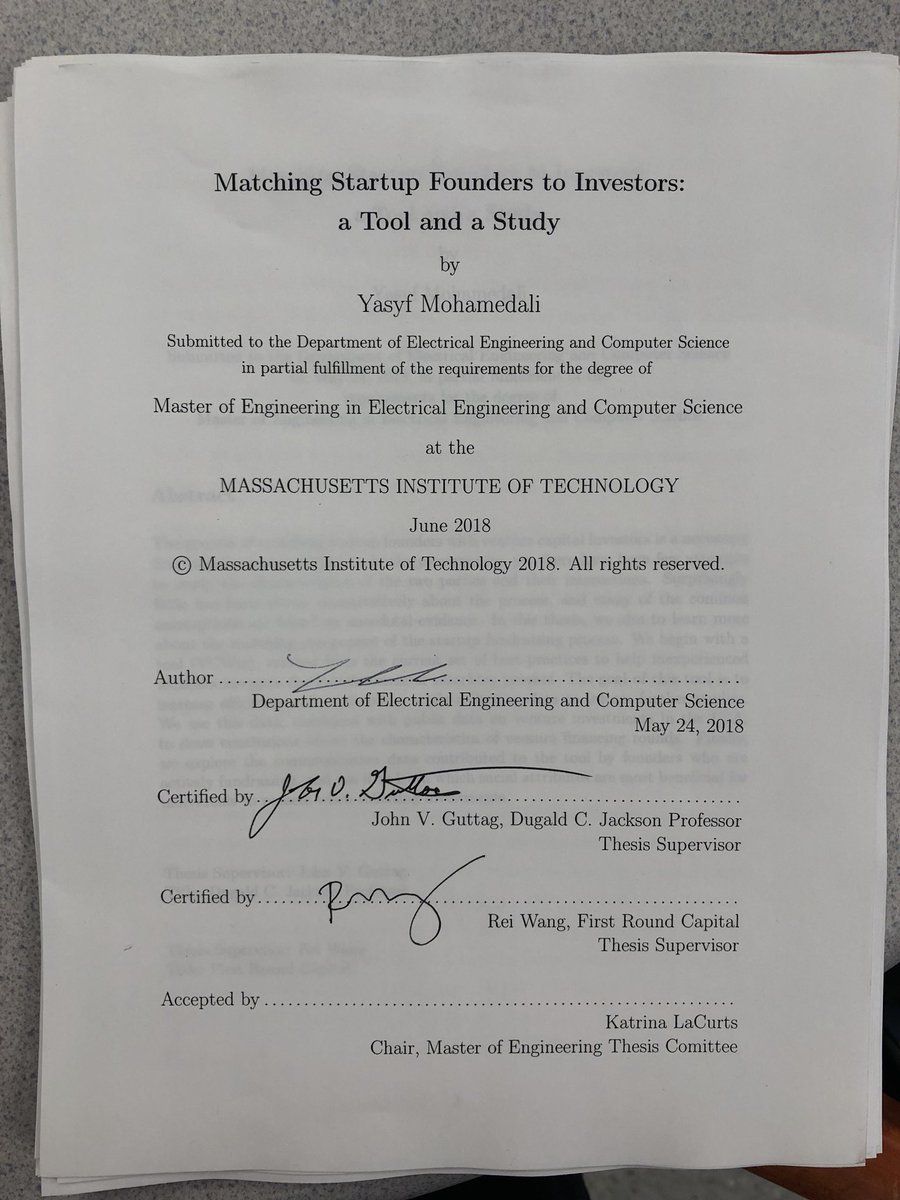 Matching Startup Founders to Investors:
a Tool and a Study
by
Yasyf Mohamedali
Submitted to the Department of Electrical Engineering and Computer Science
in partial fulfillment of the requirements for the degree of
Master of Engineering in Electrical Engineering and Computer Science
at the
MASSACHUSETTS INSTITUTE OF TECHNOLOGY
June 2018
© Massachusetts Institute of Technology 2018. All rights reserved.
Author ................................................................
Department of Electrical Engineering and Computer Science
May 24, 2018
Certified by................................................................
John V. Guttag, Dugald C. Jackson Professor
Thesis Supervisor
Certified by................................................................
Rei Wang, First Round Capital
Thesis Supervisor
Accepted by................................................................
Katrina LaCurts
Chair, Master of Engineering Thesis Comittee